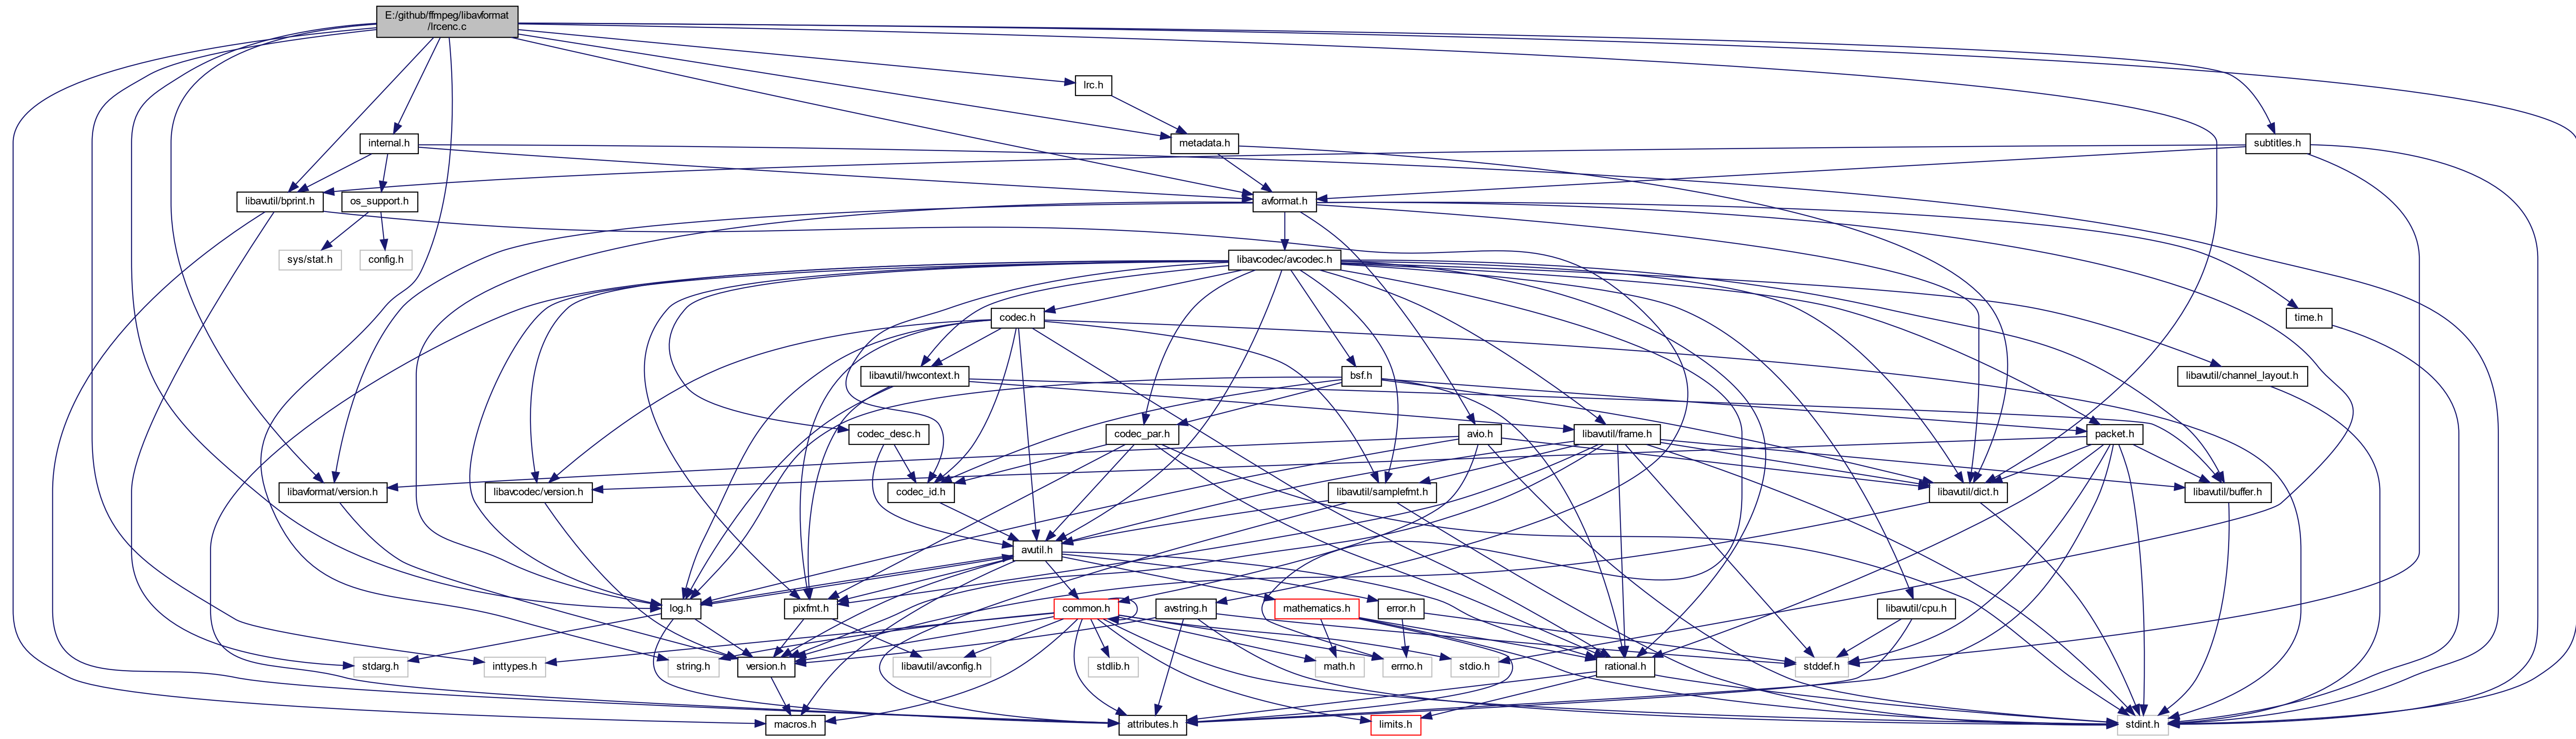 E:/github/ffmpeg/libavformat
/lrcenc.c
lrc.h
internal.h
metadata.h
subtitles.h
libavutil/bprint.h
os_support.h
avformat.h
sys/stat.h
config.h
libavcodec/avcodec.h
codec.h
time.h
libavutil/hwcontext.h
bsf.h
libavutil/channel_layout.h
codec_desc.h
codec_par.h
avio.h
libavutil/frame.h
packet.h
libavformat/version.h
libavcodec/version.h
codec_id.h
libavutil/samplefmt.h
libavutil/dict.h
libavutil/buffer.h
avutil.h
log.h
pixfmt.h
common.h
avstring.h
mathematics.h
error.h
libavutil/cpu.h
stdarg.h
inttypes.h
string.h
version.h
libavutil/avconfig.h
stdlib.h
math.h
errno.h
stdio.h
rational.h
stddef.h
macros.h
attributes.h
limits.h
stdint.h